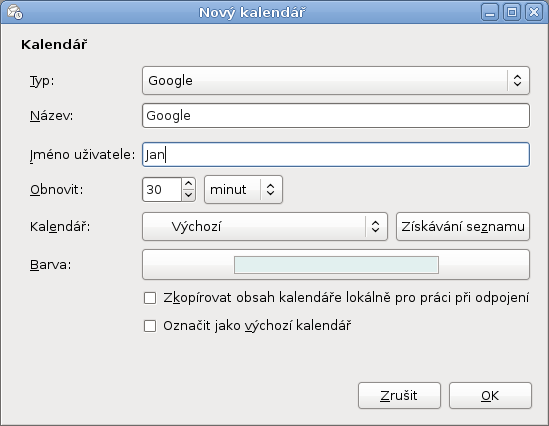 Nový kalendář
Kalendář
Typ: Google
Název: Google
Jméno uživatele: Jan
Obnovit: 30 minut
Kalendář: Výchozí Získávání seznamu
Barva:
Zkopírovat obsah kalendáře lokálně pro práci při odpojení
Označit jako výchozí kalendář
Zrušit OK